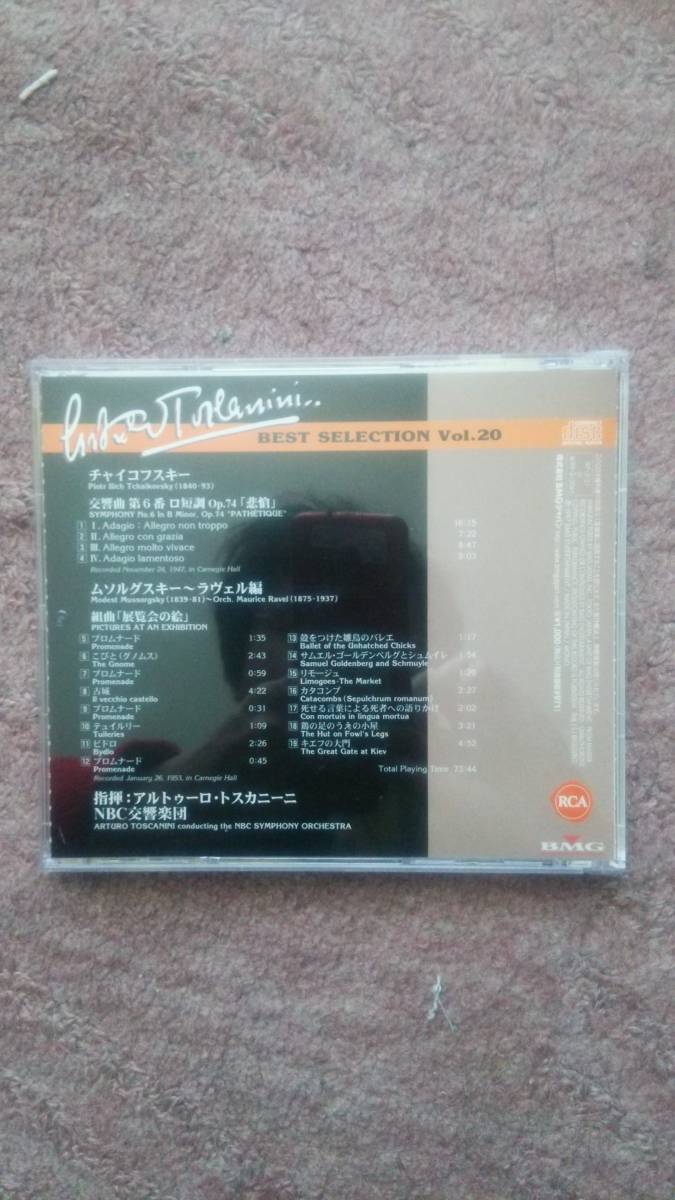 Arturo Toscanini
BEST SELECTION Vol.20
COMPACT disc DIGITAL AUDIO
チャイコフスキー
Piotr Ilich Tchaikovsky (1840-93)
交響曲 第6番 ロ短調 Op.74「悲愴」
SYMPHONY No.6 in B Minor, Op.74 "PATHÉTIQUE"
1 I. Adagio : Allegro non troppo 18:15
2 II. Allegro con grazia 7:22
3 III. Allegro molto vivace 8:47
4 IV. Adagio lamentoso
Recorded November 24, 1947, in Carnegie Hall
ムソルグスキー～ラヴェル編
Modest Mussorgsky (1839-81)～Orch. Maurice Ravel (1875-1937)
組曲「展覧会の絵」
PICTURES AT AN EXHIBITION
5 プロムナード 1:35
Promenade
6 こびと(グノムス) 2:43
The Gnome
7 プロムナード 0:59
Promenade
8 古城 4:22
Il vecchio castello
9 プロムナード 0:31
Promenade
10 テュイルリー 1:09
Tuileries
11 ビドロ 2:26
Bydlo
12 プロムナード 0:45
Promenade
Recorded January 26, 1953, in Carnegie Hall
13 殻をつけた雛鳥のバレエ 1:17
Ballet of the Unhatched Chicks
14 サムエル・ゴールデンベルグとシュムイレ 1:54
Samuel Goldenberg and Schmuyle
15 リモージュ
Limoges-The Market
16 カタコンブ 2:27
Catacombs (Sepulchrum romanum)
17 死せる言葉による死者への語りかけ 2:02
Con mortuis in lingua mortua
18 鶏の足のうえの小屋 3:21
The Hut on Fowl's Legs
19 キエフの大門 4:52
The Great Gate at Kiev
Total Playing Time 73:44
指揮：アルトゥーロ・トスカニーニ
NBC交響楽団
ARTURO TOSCANINI conducting the NBC SYMPHONY ORCHESTRA
RCA
BMG